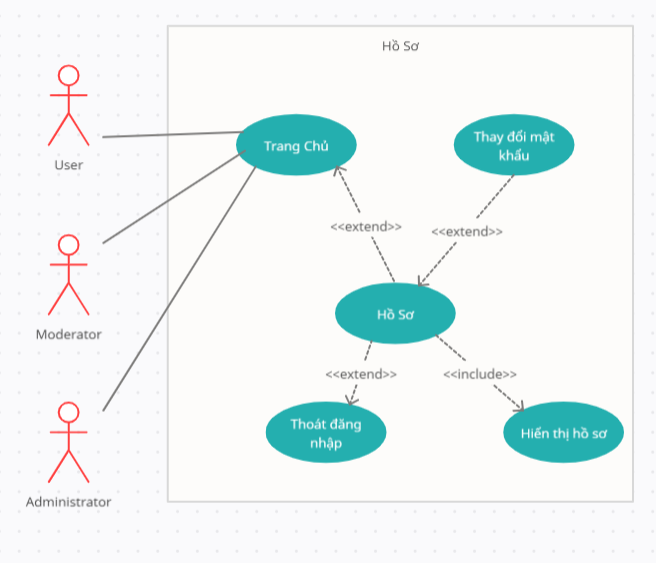 Hồ Sơ
User
Trang Chủ
Thay đổi mật
khẩu
<<extend>>
<<extend>>
Moderator
Hồ Sơ
<<extend>>
<<include>>
Thoát đăng
nhập
Hiển thị hồ sơ
Administrator